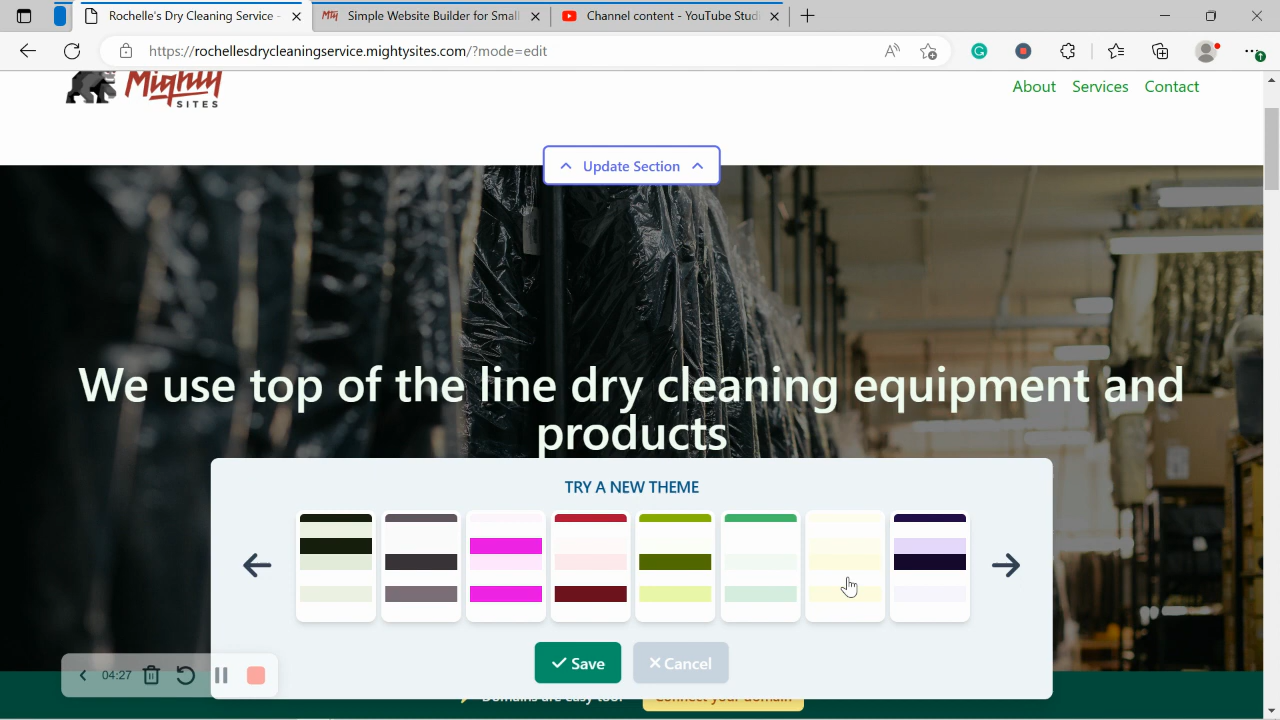 Rochelle's Dry Cleaning Service -
Simple Website Builder for Small
Channel content - YouTube Stud
https://rochellesdrycleaningservice.mightysites.com/?mode=edit
Mighty
SITES
About Services Contact
Update Section
We use top of the line dry cleaning equipment and
products
TRY A NEW THEME
Save Cancel
04:27
Domains are easy too! Connect your domain